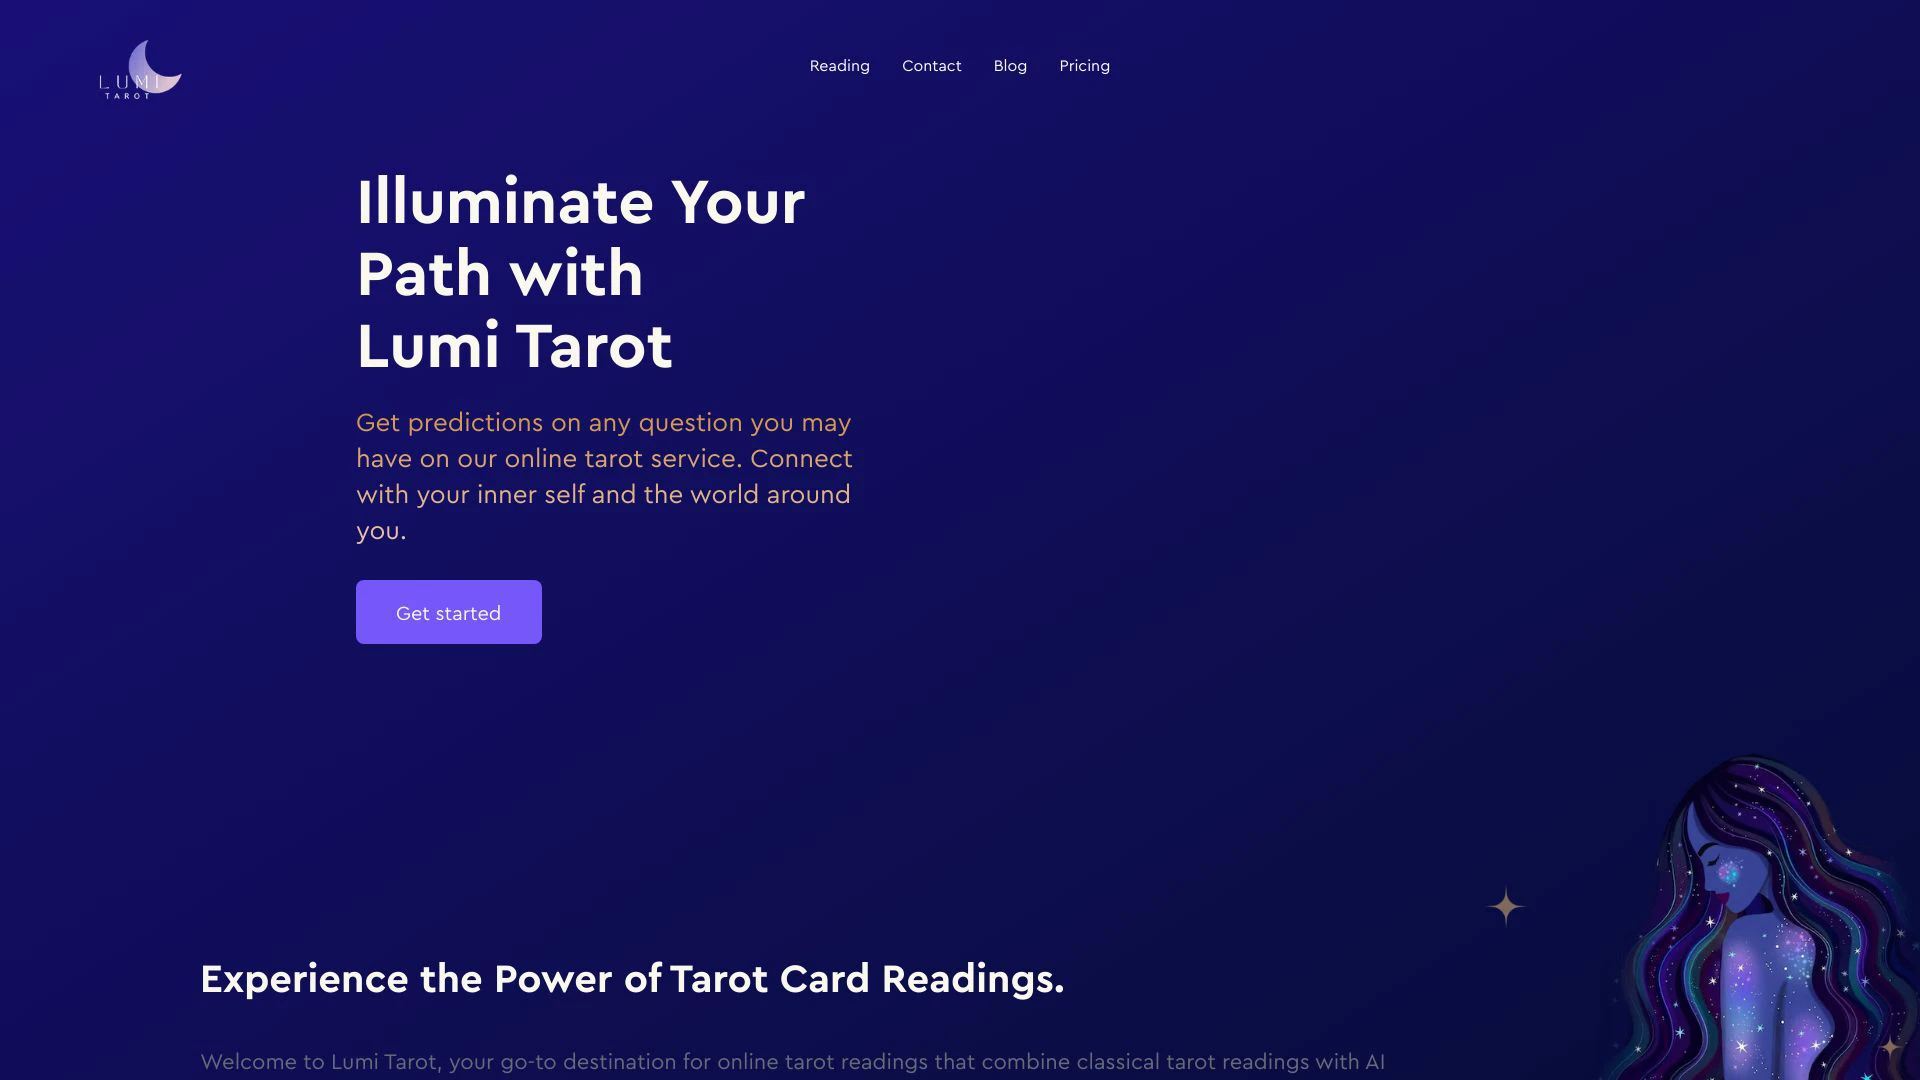 LUMI
TAROT
Reading
Contact
Blog
Pricing
Illuminate Your
Path with
Lumi Tarot
Get predictions on any question you may
have on our online tarot service. Connect
with your inner self and the world around
you.
Get started
Experience the Power of Tarot Card Readings.
Welcome to Lumi Tarot, your go-to destination for online tarot readings that combine classical tarot readings with AI